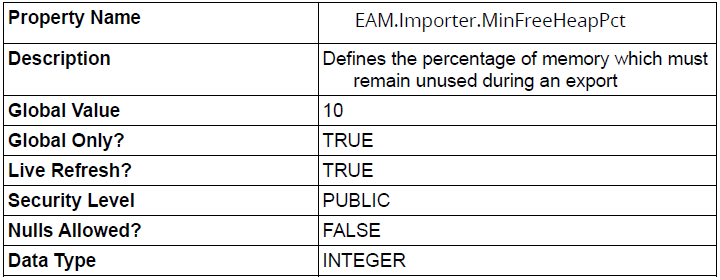 Property Name EAM.Importer.MinFreeHeapPct
Description Defines the percentage of memory which must
remain unused during an export
Global Value 10
Global Only? TRUE
Live Refresh? TRUE
Security Level PUBLIC
Nulls Allowed? FALSE
Data Type INTEGER